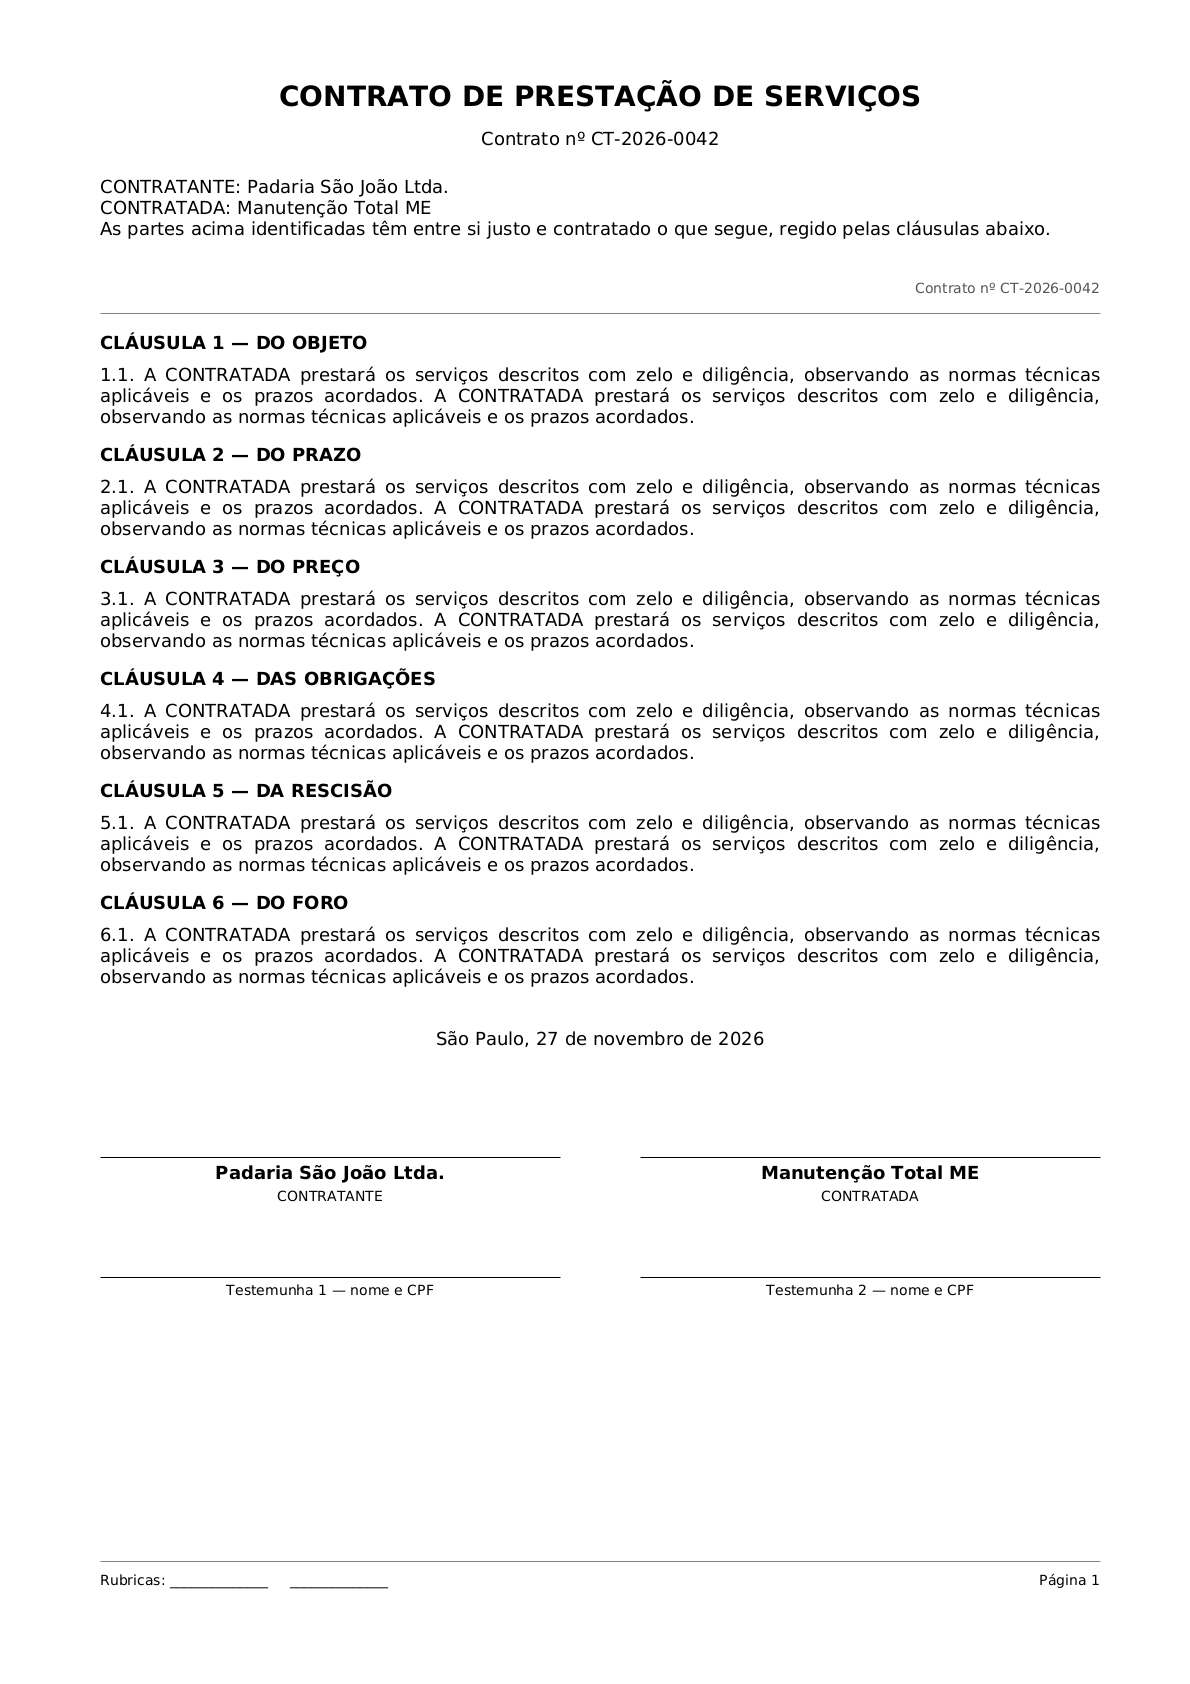 CONTRATO DE PRESTAÇÃO DE SERVIÇOS
Contrato nº CT-2026-0042
CONTRATANTE: Padaria São João Ltda.
CONTRATADA: Manutenção Total ME
As partes acima identificadas têm entre si justo e contratado o que segue, regido pelas cláusulas abaixo.
Contrato nº CT-2026-0042
CLÁUSULA 1 — DO OBJETO
1.1. A CONTRATADA prestará os serviços descritos com zelo e diligência, observando as normas técnicas
aplicáveis e os prazos acordados. A CONTRATADA prestará os serviços descritos com zelo e diligência,
observando as normas técnicas aplicáveis e os prazos acordados.
CLÁUSULA 2 — DO PRAZO
2.1. A CONTRATADA prestará os serviços descritos com zelo e diligência, observando as normas técnicas
aplicáveis e os prazos acordados. A CONTRATADA prestará os serviços descritos com zelo e diligência,
observando as normas técnicas aplicáveis e os prazos acordados.
CLÁUSULA 3 — DO PREÇO
3.1. A CONTRATADA prestará os serviços descritos com zelo e diligência, observando as normas técnicas
aplicáveis e os prazos acordados. A CONTRATADA prestará os serviços descritos com zelo e diligência,
observando as normas técnicas aplicáveis e os prazos acordados.
CLÁUSULA 4 — DAS OBRIGAÇÕES
4.1. A CONTRATADA prestará os serviços descritos com zelo e diligência, observando as normas técnicas
aplicáveis e os prazos acordados. A CONTRATADA prestará os serviços descritos com zelo e diligência,
observando as normas técnicas aplicáveis e os prazos acordados.
CLÁUSULA 5 — DA RESCISÃO
5.1. A CONTRATADA prestará os serviços descritos com zelo e diligência, observando as normas técnicas
aplicáveis e os prazos acordados. A CONTRATADA prestará os serviços descritos com zelo e diligência,
observando as normas técnicas aplicáveis e os prazos acordados.
CLÁUSULA 6 — DO FORO
6.1. A CONTRATADA prestará os serviços descritos com zelo e diligência, observando as normas técnicas
aplicáveis e os prazos acordados. A CONTRATADA prestará os serviços descritos com zelo e diligência,
observando as normas técnicas aplicáveis e os prazos acordados.
São Paulo, 27 de novembro de 2026
Padaria São João Ltda.
CONTRATANTE
Manutenção Total ME
CONTRATADA
Testemunha 1 — nome e CPF
Testemunha 2 — nome e CPF
Rubricas: ______________ ______________
Página 1